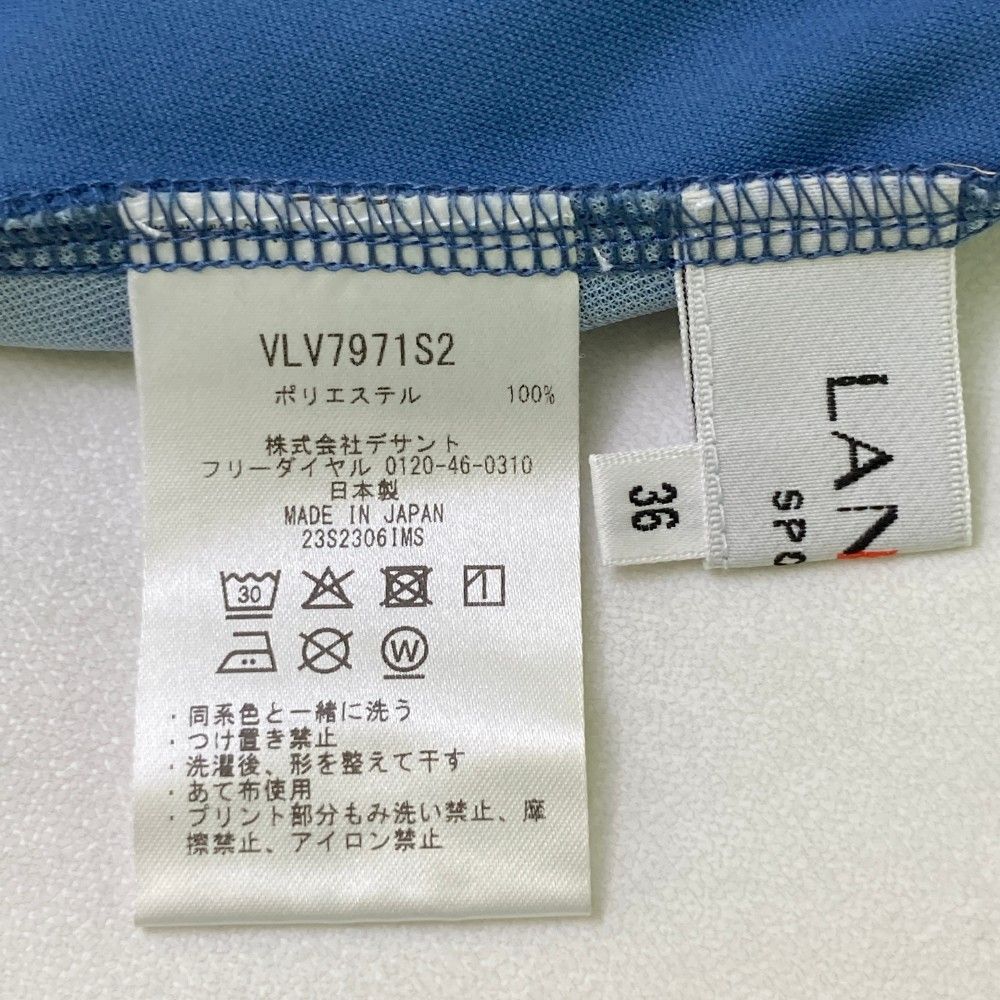 VLV7971S2
ポリエステル 100%
株式会社デサント
フリーダイヤル 0120-46-0310
日本製
MADE IN JAPAN
23S2306IMS
30
W
・同系色と一緒に洗う
・つけ置き禁止
・洗濯後、形を整えて干す
・あて布使用
・プリント部分もみ洗い禁止、摩
擦禁止、アイロン禁止
36
LAN
SPO